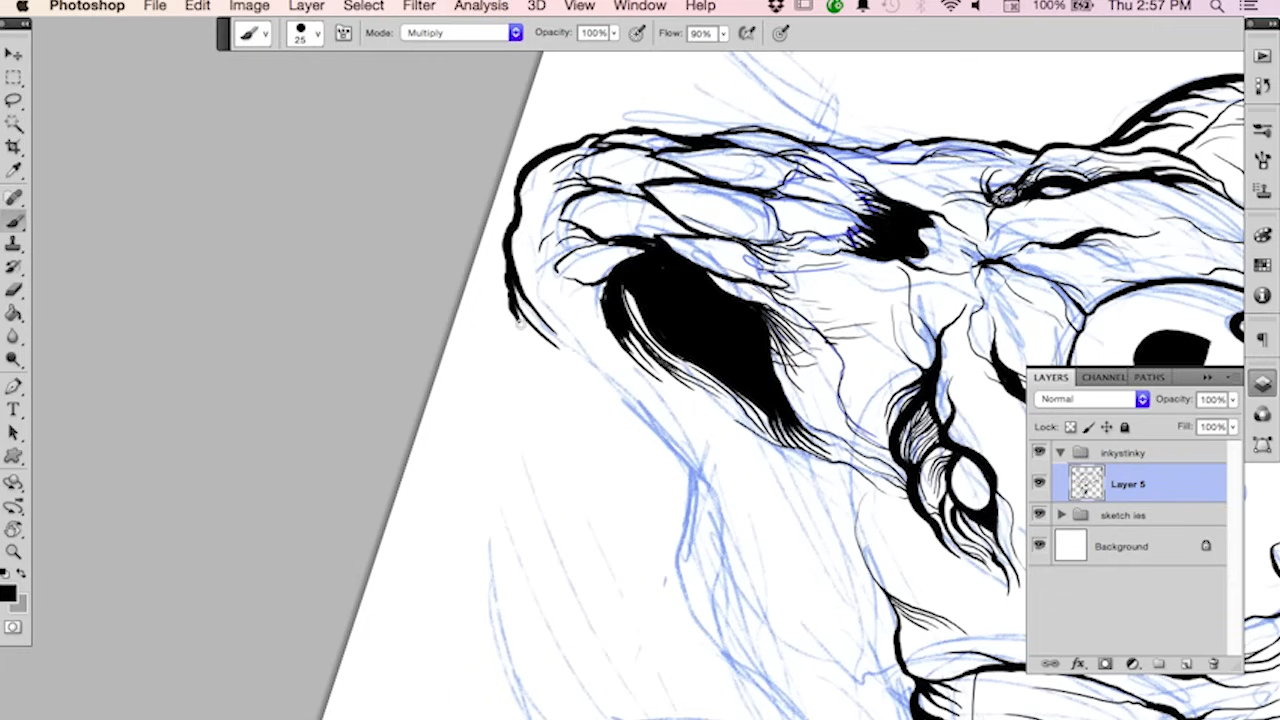 Photoshop File Edit Image Layer Select Filter Analysis 3D View Window Help 100% Thu 2:57 PM
25 Mode: Multiply Opacity: 100% Flow: 90%
LAYERS CHANNEL PATHS
Normal Opacity: 100%
Lock: Fill: 100%
inkystinky
Layer 5
sketch ies
Background